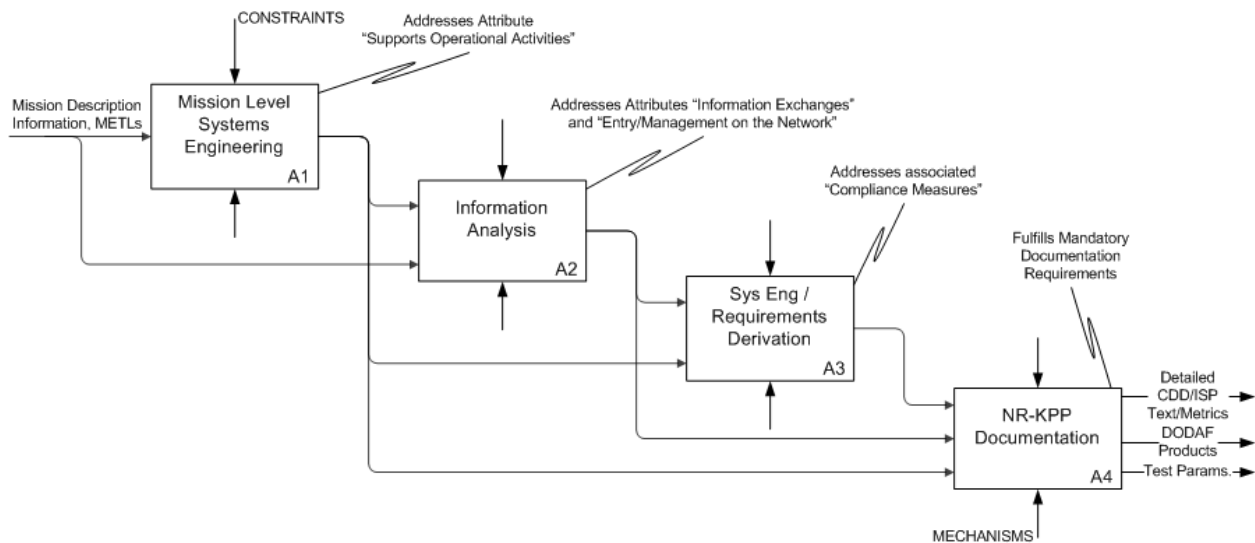 CONSTRAINTS
Addresses Attribute
“Supports Operational Activities”
Mission Description
Information, METLs
Mission Level
Systems
Engineering
A1
Addresses Attributes “Information Exchanges”
and “Entry/Management on the Network”
Information
Analysis
A2
Addresses associated
“Compliance Measures”
Sys Eng /
Requirements
Derivation
A3
Fulfills Mandatory
Documentation
Requirements
NR-KPP
Documentation
A4
Detailed
CDD/ISP
Text/Metrics
DODAF
Products
Test Params.
MECHANISMS